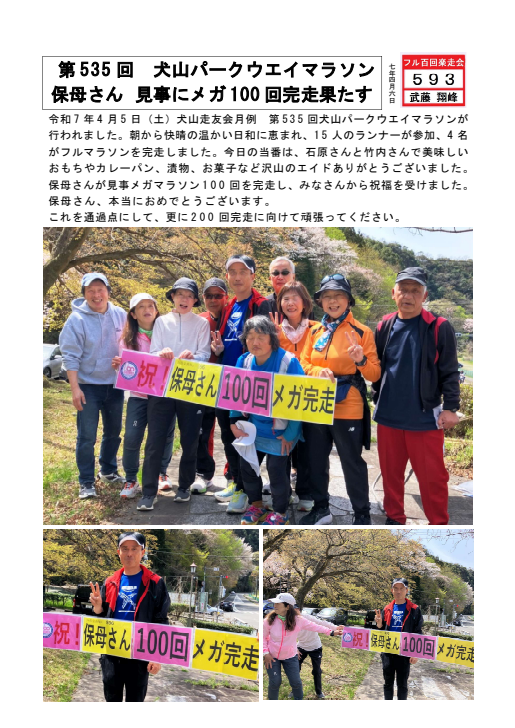 第535回 犬山パークウエイマラソン
保母さん 見事にメガ100回完走果たす
七年四月六日
フル百回楽走会
593
武藤 翔峰
令和7年4月5日（土）犬山走友会月例 第535回犬山パークウエイマラソンが
行われました。朝から快晴の温かい日和に恵まれ、15人のランナーが参加、4名
がフルマラソンを完走しました。今日の当番は、石原さんと竹内さんで美味しい
おもちやカレーパン、漬物、お菓子など沢山のエイドありがとうございました。
保母さんが見事メガマラソン100回を完走し、みなさんから祝福を受けました。
保母さん、本当におめでとうございます。
これを通過点にして、更に200回完走に向けて頑張ってください。
祝！保母さん100回メガ完走
祝！保母さん100回メガ完走
祝！保母さん100回メガ完走